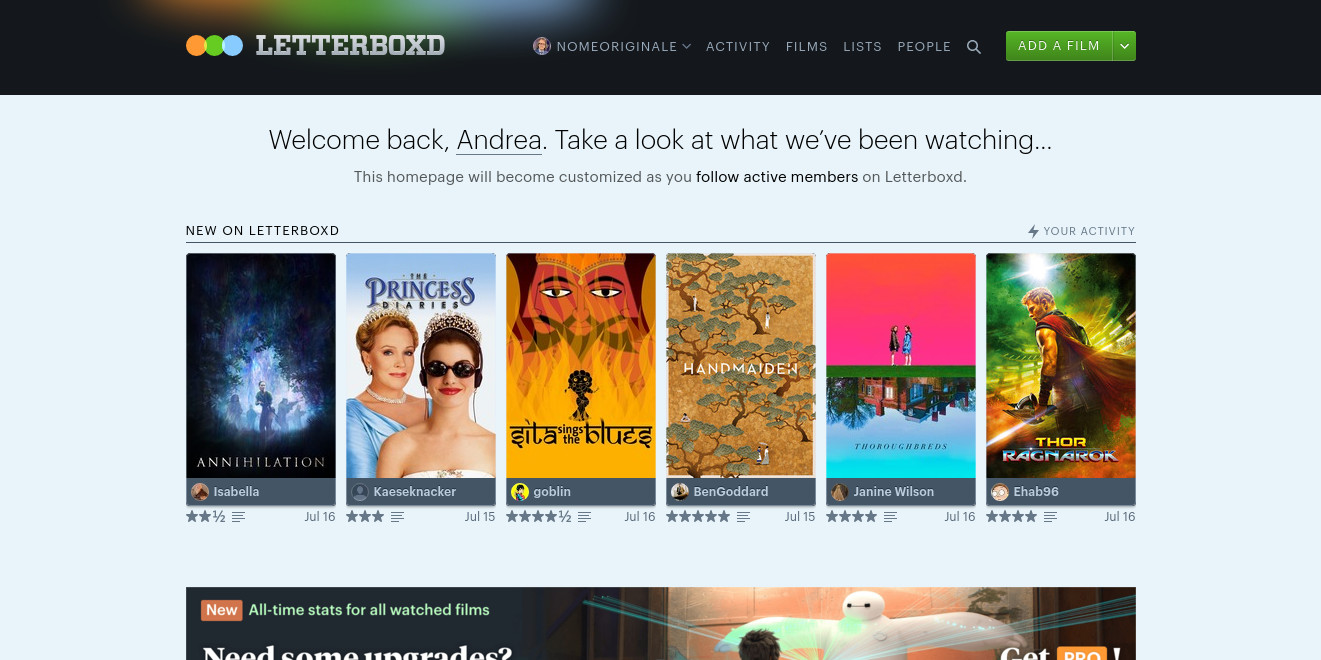 LETTERBOXD
NOMEORIGINALE ACTIVITY FILMS LISTS PEOPLE ADD A FILM
Welcome back, Andrea. Take a look at what we’ve been watching…
This homepage will become customized as you follow active members on Letterboxd.
NEW ON LETTERBOXD YOUR ACTIVITY
ANNIHILATION
THE PRINCESS DIARIES
sita sings the blues
HANDMAIDEN
THOROUGHBREDS
THOR RAGNAROK
Isabella Kaeseknacker goblin BenGoddard Janine Wilson Ehab96
★★½ Jul 16 ★★★ Jul 15 ★★★★½ Jul 16 ★★★★★ Jul 15 ★★★★ Jul 16 ★★★★ Jul 16
New All-time stats for all watched films
Need some upgrades? Get PRO!